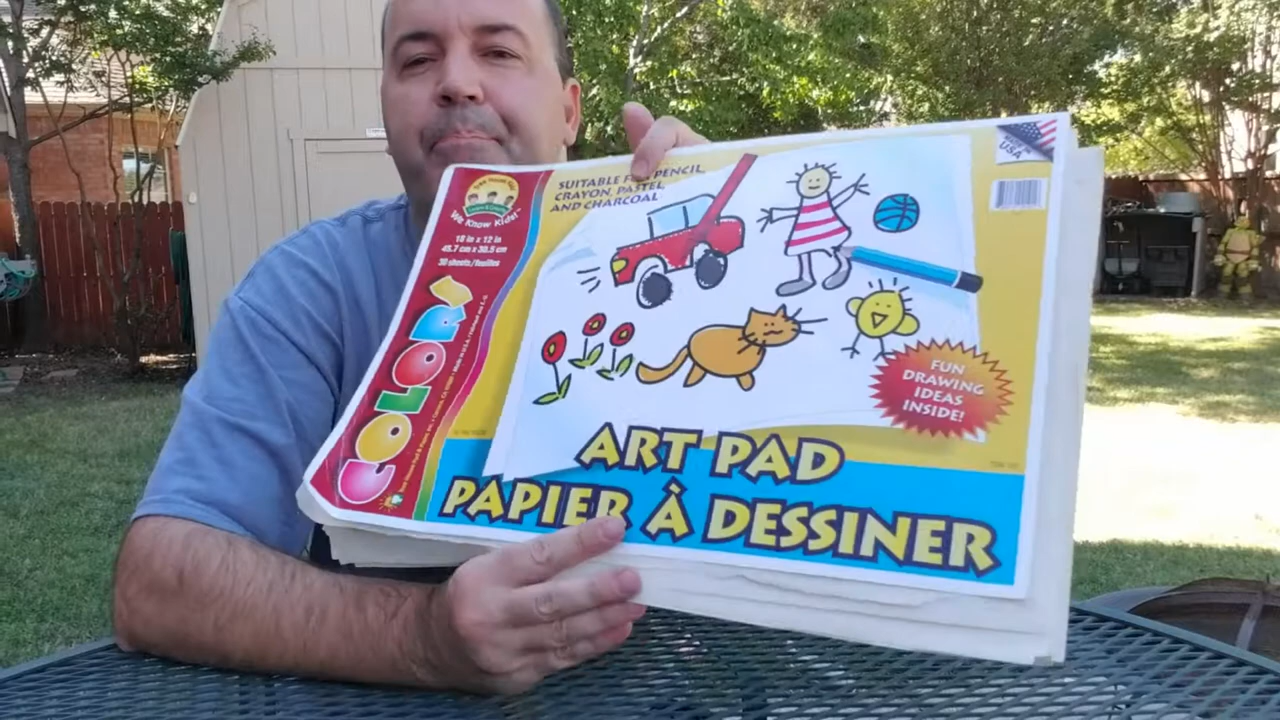 We Know Kids!
18 in x 12 in
45.7 cm x 30.5 cm
30 sheets/feuilles
COLOR
SUITABLE FOR PENCIL,
CRAYON, PASTEL,
AND CHARCOAL
USA
FUN
DRAWING
IDEAS
INSIDE!
ART PAD
PAPIER À DESSINER